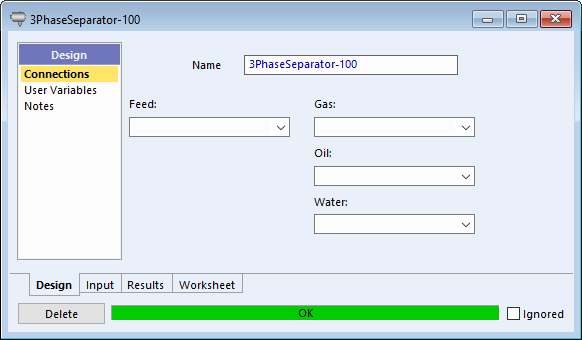 3PhaseSeparator-100
Design
Connections
User Variables
Notes
Name
3PhaseSeparator-100
Feed:
Gas:
Oil:
Water:
Design Input Results Worksheet
Delete OK Ignored